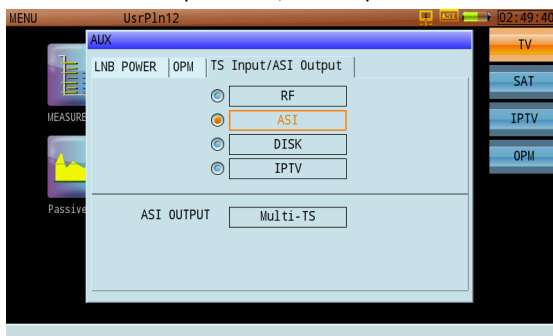 MENU UsrPln12 ASI 02:49:40
AUX
LNB POWER OPM TS Input/ASI Output
RF
ASI
DISK
IPTV
ASI OUTPUT Multi-TS
MEASURE
Passive
TV
SAT
IPTV
OPM